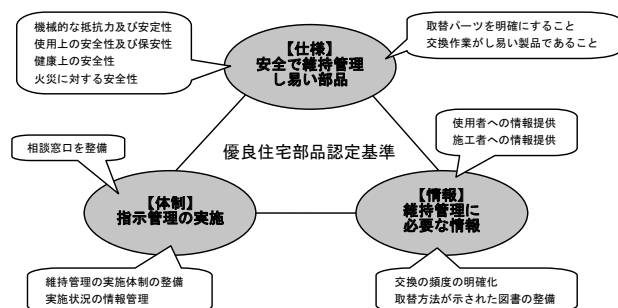 機械的な抵抗力及び安定性
使用上の安全性及び保安性
健康上の安全性
火災に対する安全性
【仕様】
安全で維持管理
し易い部品
取替パーツを明確にすること
交換作業がし易い製品であること
使用者への情報提供
施工者への情報提供
相談窓口を整備
優良住宅部品認定基準
【体制】
指示管理の実施
【情報】
維持管理に
必要な情報
維持管理の実施体制の整備
実施状況の情報管理
交換の頻度の明確化
取替方法が示された図書の整備